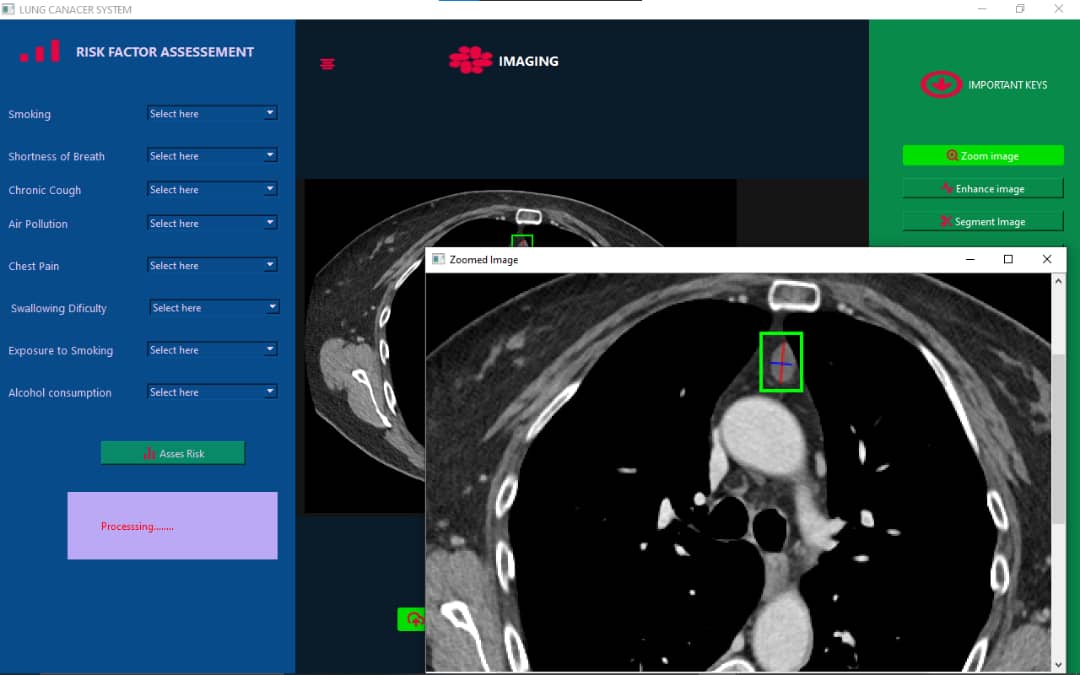 LUNG CANACER SYSTEM
RISK FACTOR ASSESSEMENT
Smoking
Select here
Shortness of Breath
Select here
Chronic Cough
Select here
Air Pollution
Select here
Chest Pain
Select here
Swallowing Dificulty
Select here
Exposure to Smoking
Select here
Alcohol consumption
Select here
Asses Risk
Processsing........
IMAGING
IMPORTANT KEYS
Zoom image
Enhance image
Segment Image
Zoomed Image